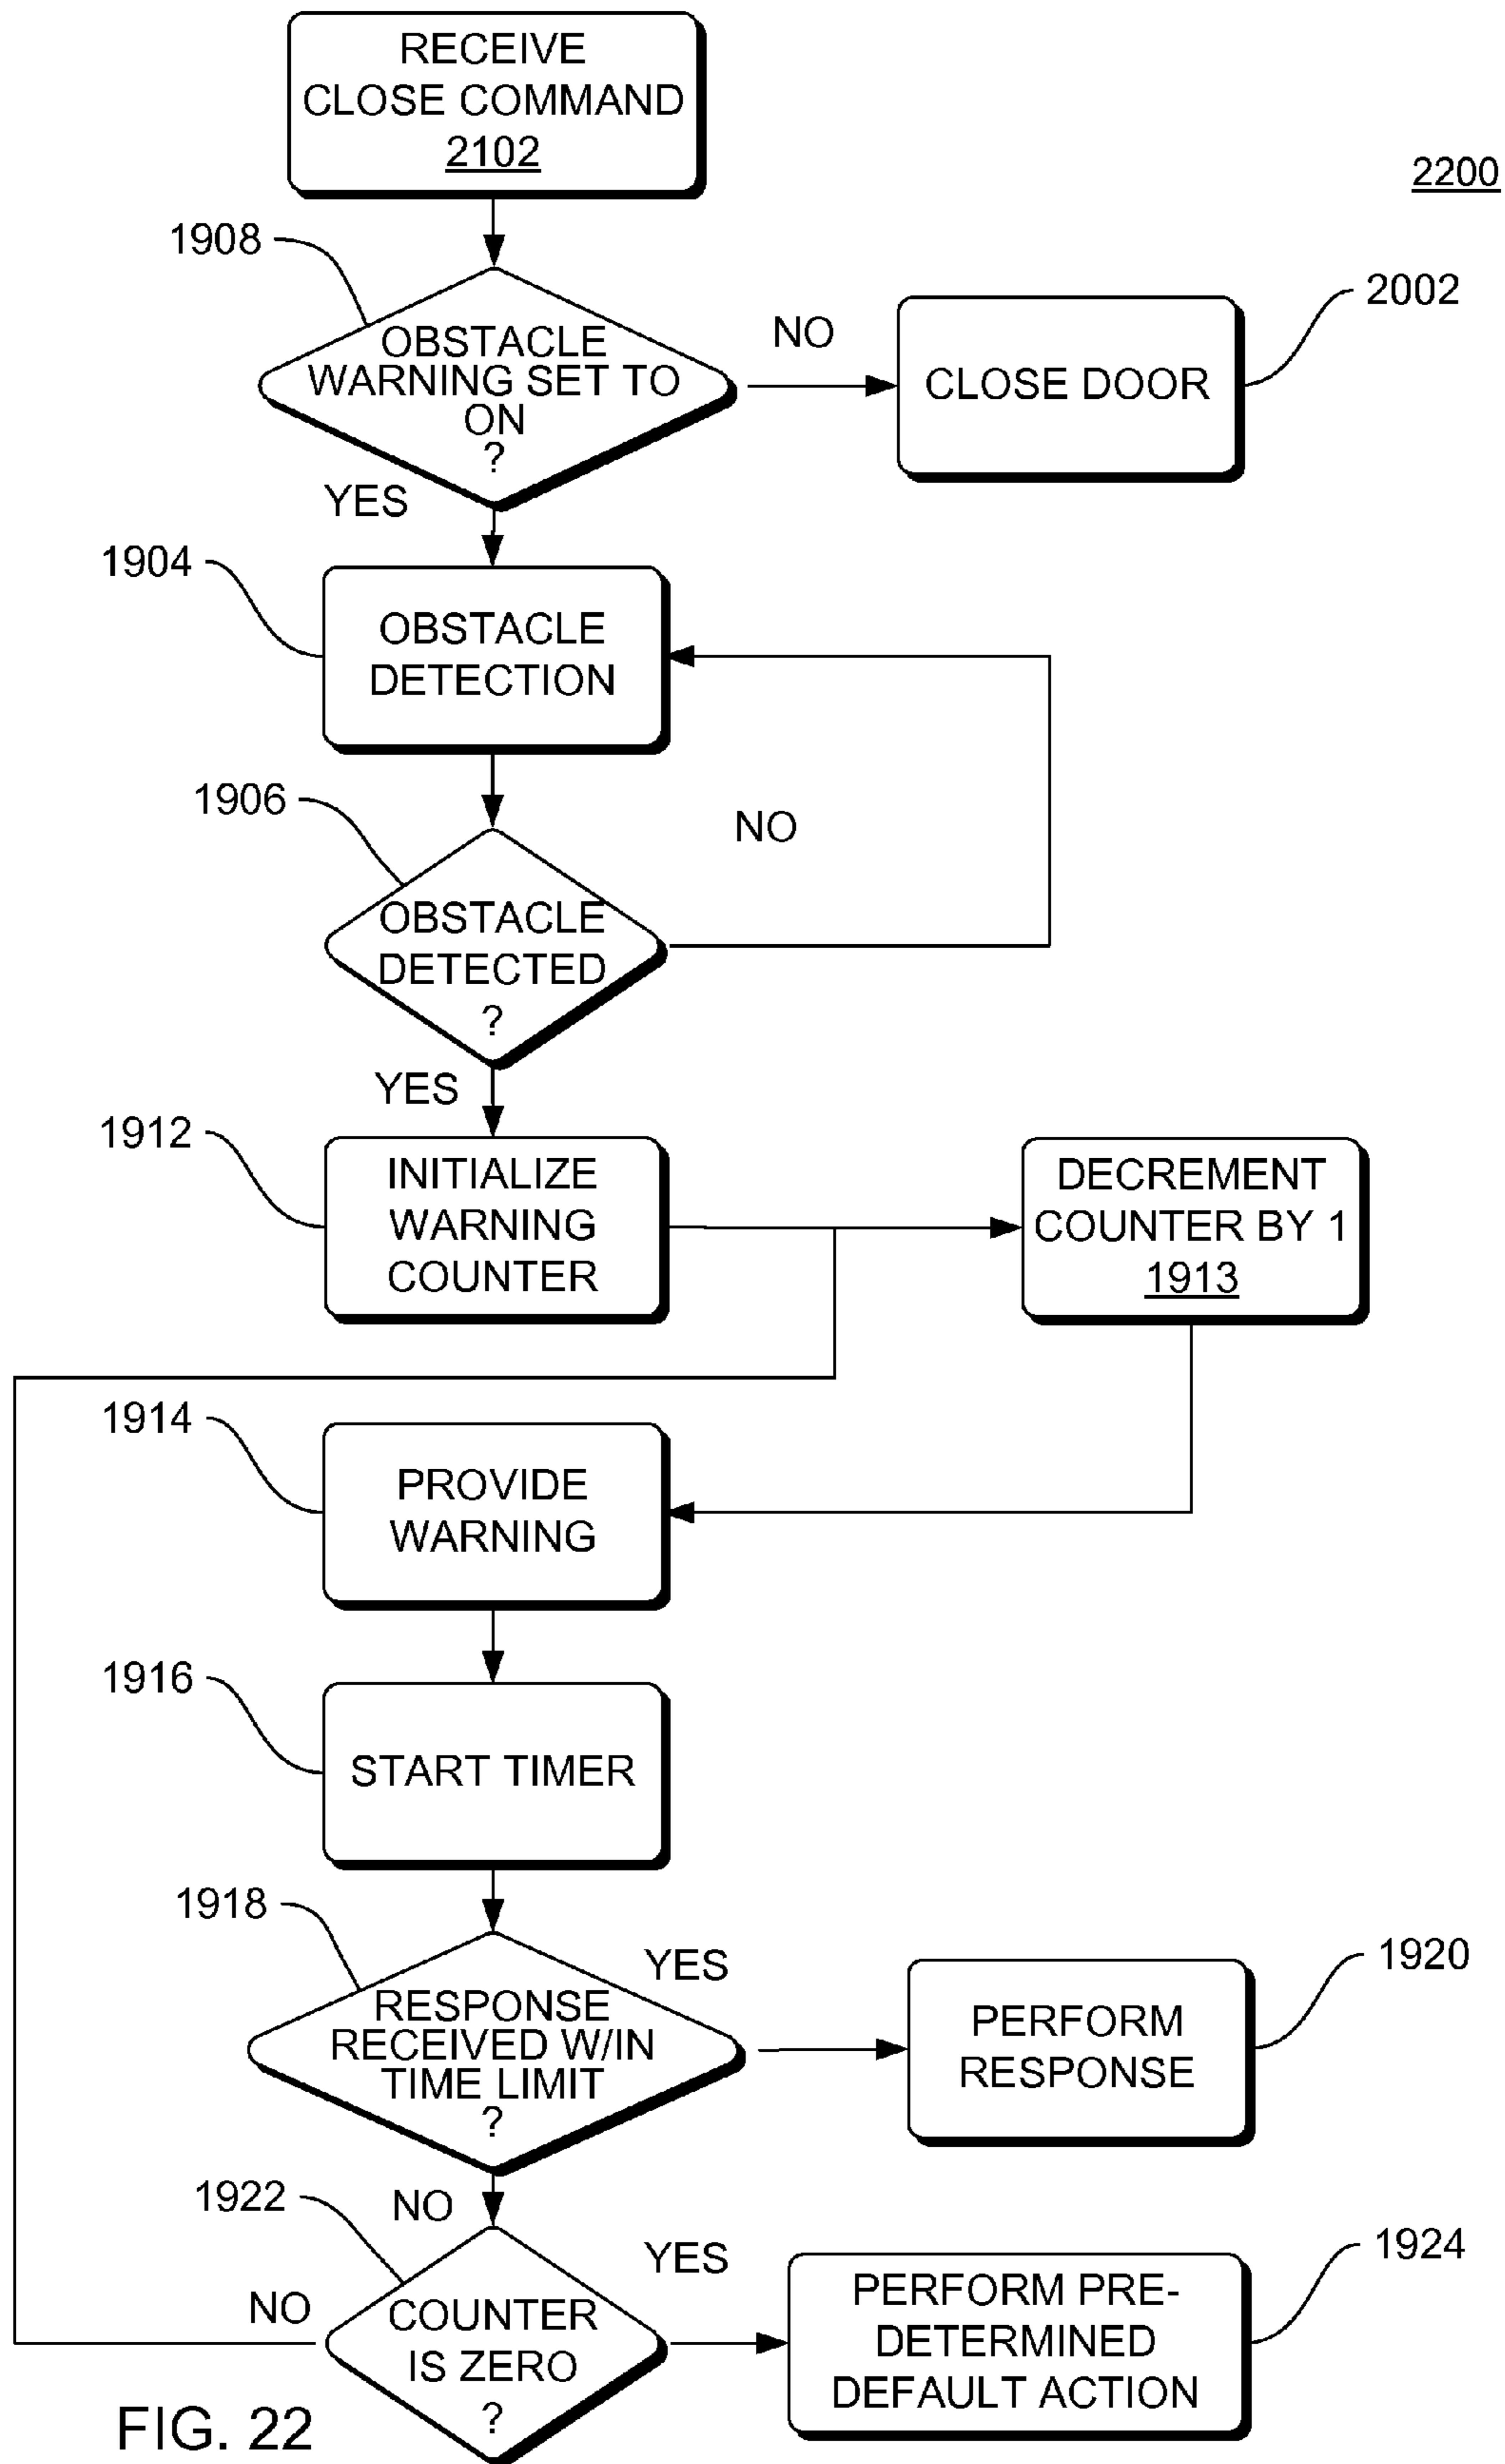 RECEIVE
CLOSE COMMAND
2102
2200
1908
OBSTACLE
WARNING SET TO
ON
?
NO
CLOSE DOOR
2002
YES
1904
OBSTACLE
DETECTION
1906
OBSTACLE
DETECTED
?
NO
YES
1912
INITIALIZE
WARNING
COUNTER
DECREMENT
COUNTER BY 1
1913
1914
PROVIDE
WARNING
1916
START TIMER
1918
RESPONSE
RECEIVED W/IN
TIME LIMIT
?
YES
PERFORM
RESPONSE
1920
NO
1922
COUNTER
IS ZERO
?
NO
YES
PERFORM PRE-
DETERMINED
DEFAULT ACTION
1924
FIG. 22